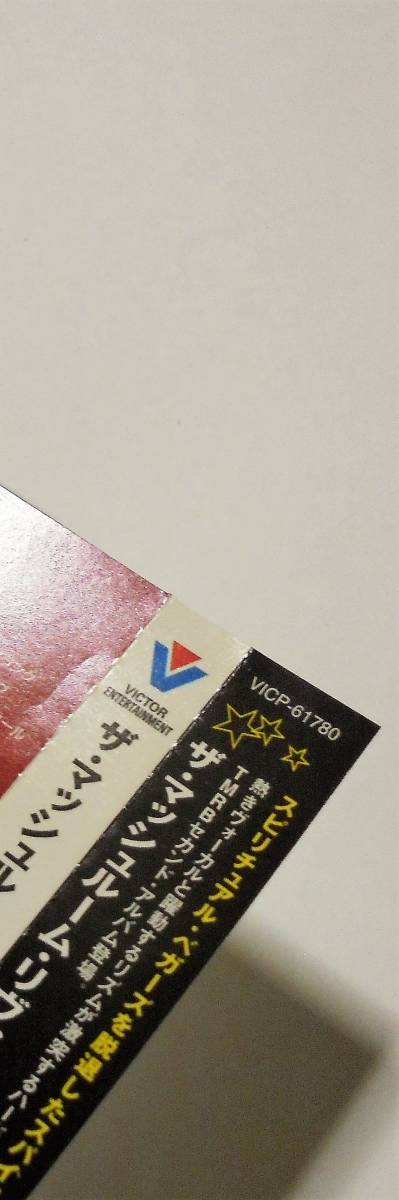 VICP-61780
スピリチュアル・ベガーズを脱退したスパイ
熱きヴォーカルと躍動するリズムが激突するハード
TMRBセカンド・アルバム登場。
ザ・マッシュルーム・リヴ
VICTOR
ENTERTAINMENT
ザ・マッシュル
ール